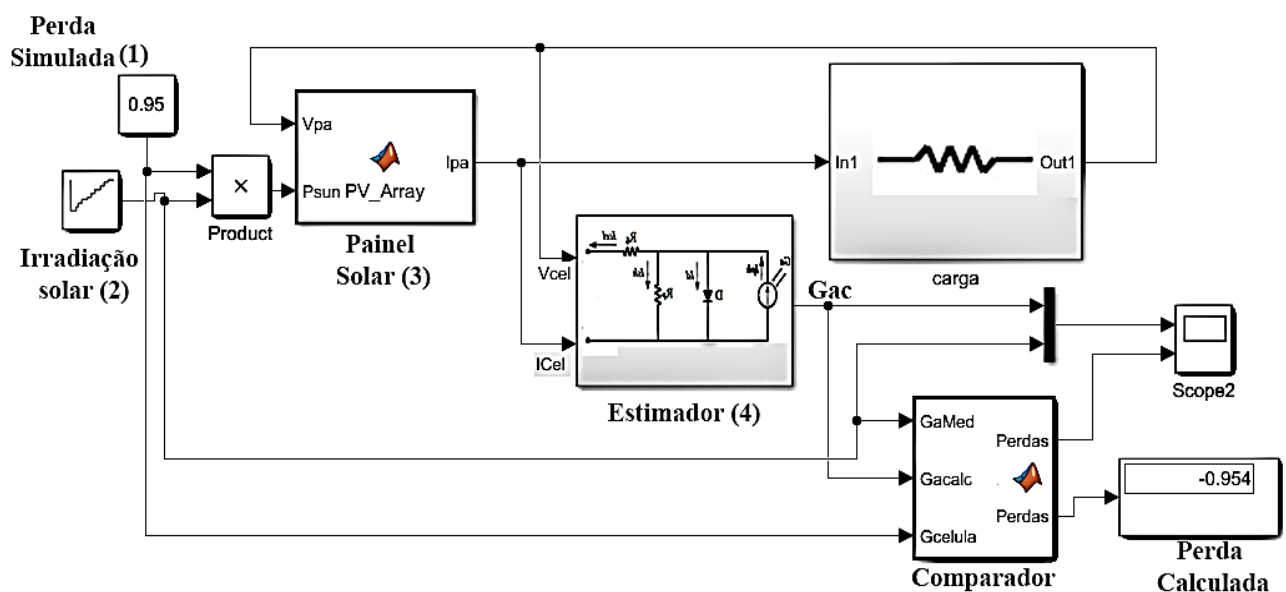 Perda
Simulada (1)
0.95
Irradiação
solar (2)
×
Product
Vpa
Psun
PV_Array
Ipa
Painel
Solar (3)
In1
Out1
carga
Vcel
ICel
D
Estimador (4)
Gac
Scope2
GaMed
Gacalc
Gcelula
Perdas
Perdas
Comparador
-0.954
Perda
Calculada